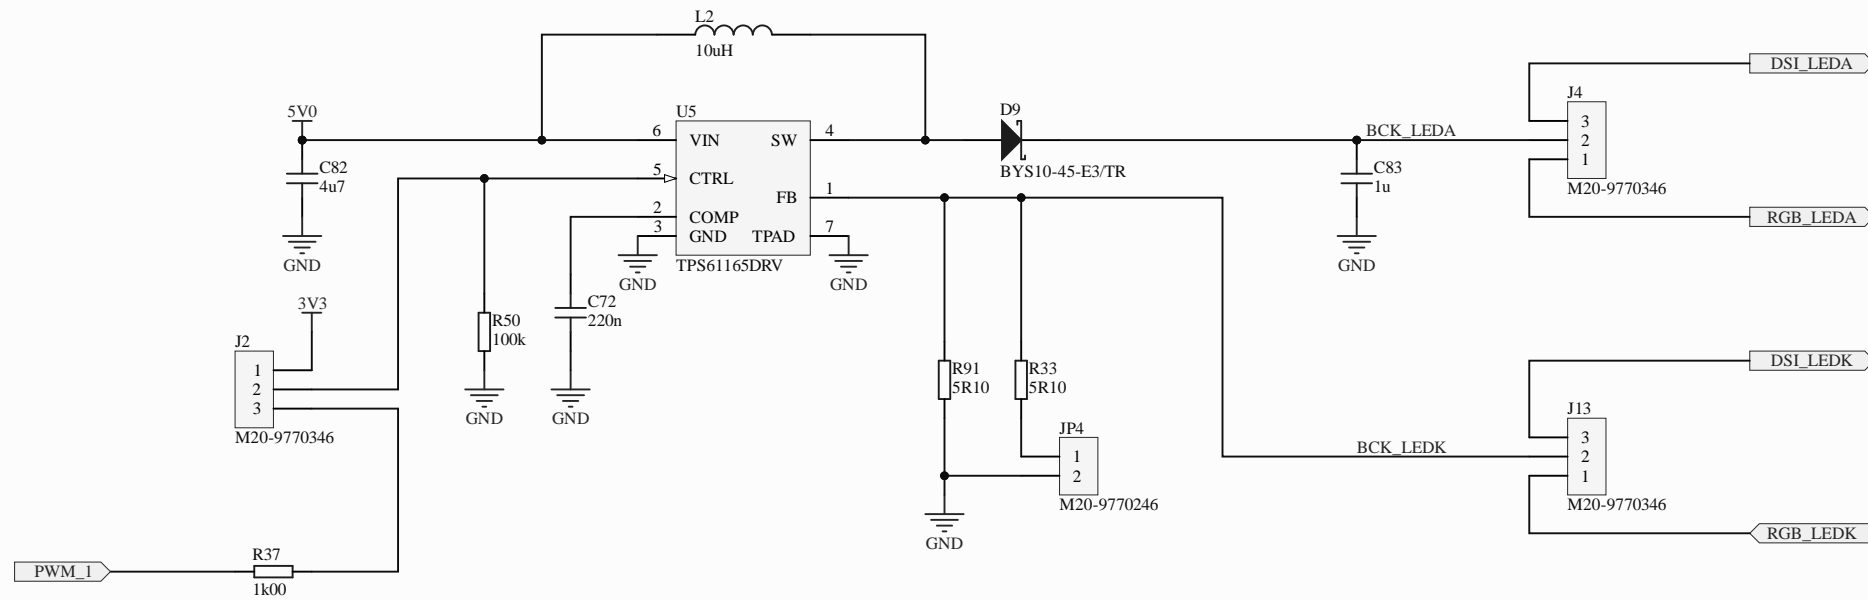 L2
10uH
DSI_LEDA
J4
5V0
U5
D9
6 VIN SW 4
BCK_LEDA
3
2
1
C82
4u7
5 CTRL
BYS10-45-E3/TR
C83
1u
M20-9770346
FB 1
2 COMP
3 GND TPAD 7
RGB_LEDA
TPS61165DRV
GND
GND
GND
GND
3V3
C72
220n
R50
100k
J2
1
2
3
M20-9770346
GND
GND
R91
5R10
R33
5R10
DSI_LEDK
J13
JP4
1
2
M20-9770246
BCK_LEDK
3
2
1
M20-9770346
GND
RGB_LEDK
R37
PWM_1
1k00